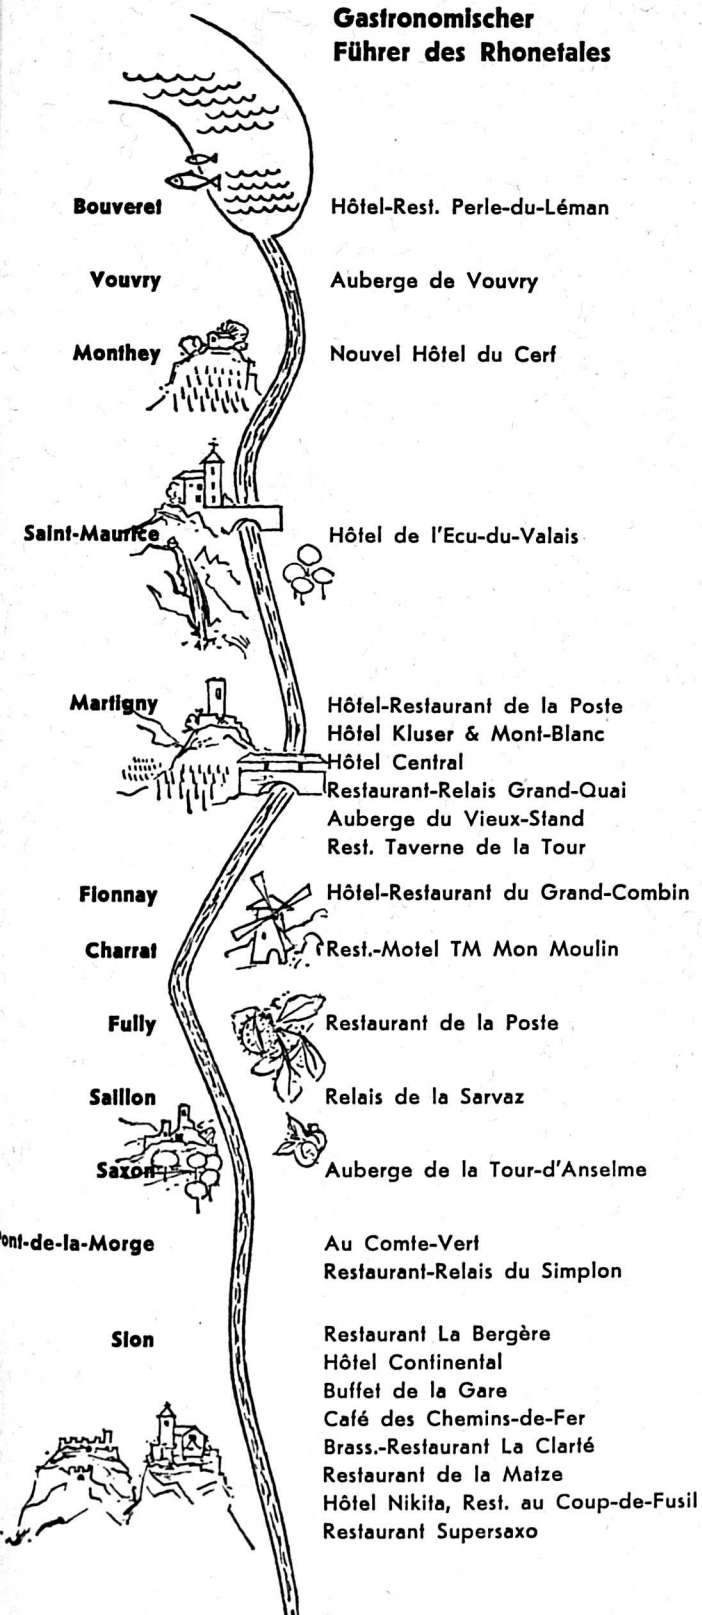 Gastronomischer
Führer des Rhonetales
Bouveret Hôtel-Rest. Perle-du-Léman
Vouvry Auberge de Vouvry
Monthey Nouvel Hôtel du Cerf
Saint-Maurice Hôtel de l'Ecu-du-Valais
Martigny Hôtel-Restaurant de la Poste
Hôtel Kluser & Mont-Blanc
Hôtel Central
Restaurant-Relais Grand-Quai
Auberge du Vieux-Stand
Rest. Taverne de la Tour
Fionnay Hôtel-Restaurant du Grand-Combin
Charrat Rest.-Motel TM Mon Moulin
Fully Restaurant de la Poste
Saillon Relais de la Sarvaz
Saxon Auberge de la Tour-d'Anselme
Pont-de-la-Morge Au Comte-Vert
Restaurant-Relais du Simplon
Sion Restaurant La Bergère
Hôtel Continental
Buffet de la Gare
Café des Chemins-de-Fer
Brass.-Restaurant La Clarté
Restaurant de la Matze
Hôtel Nikita, Rest. au Coup-de-Fusil
Restaurant Supersaxo